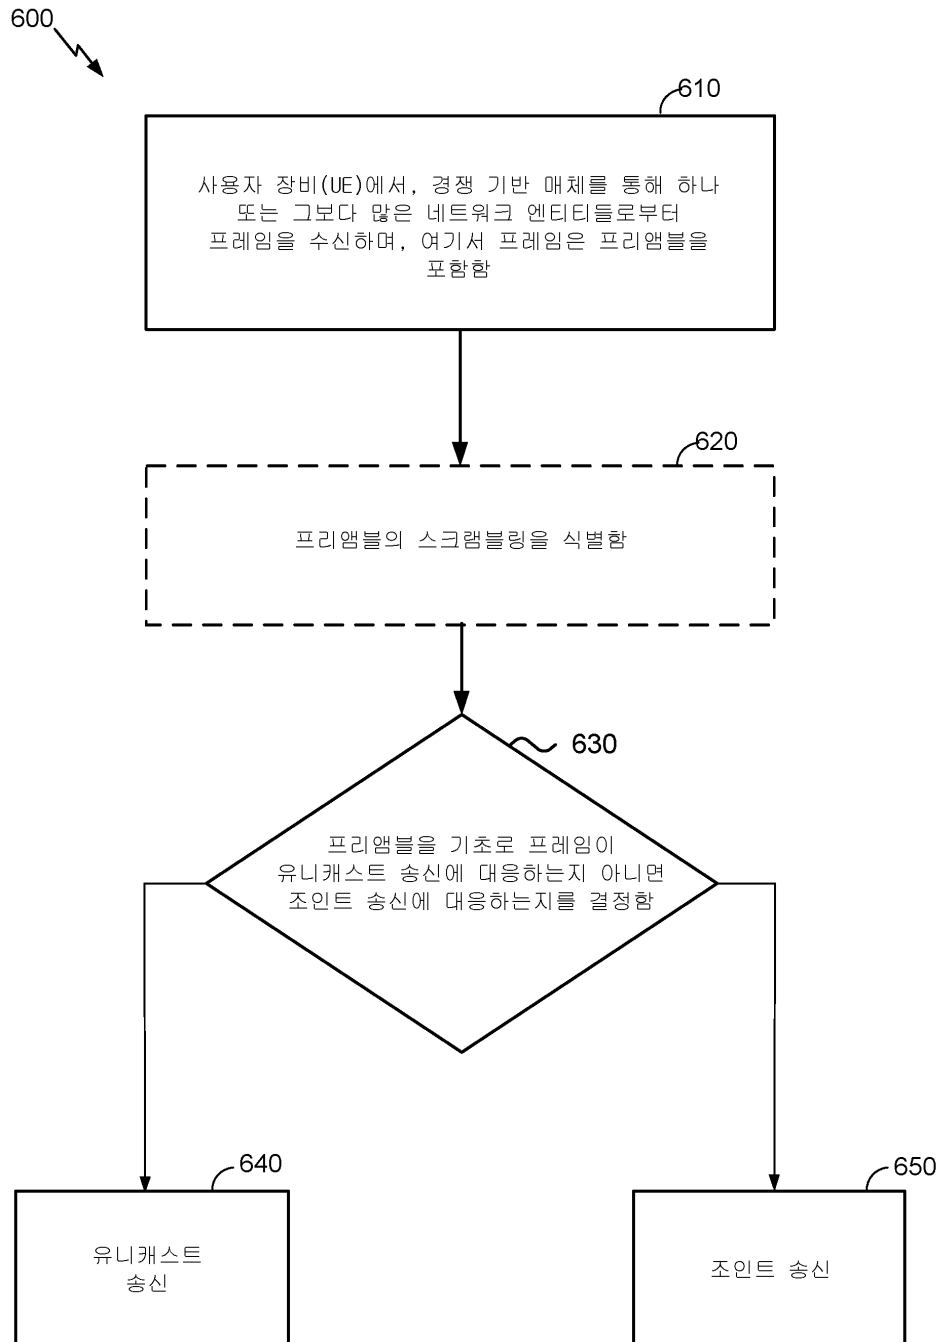 600
610
사용자 장비(UE)에서, 경쟁 기반 매체를 통해 하나
또는 그보다 많은 네트워크 엔티티들로부터
프레임을 수신하며, 여기서 프레임은 프리앰블을
포함함
620
프리앰블의 스크램블링을 식별함
630
프리앰블을 기초로 프레임이
유니캐스트 송신에 대응하는지 아니면
조인트 송신에 대응하는지를 결정함
640
유니캐스트
송신
650
조인트 송신